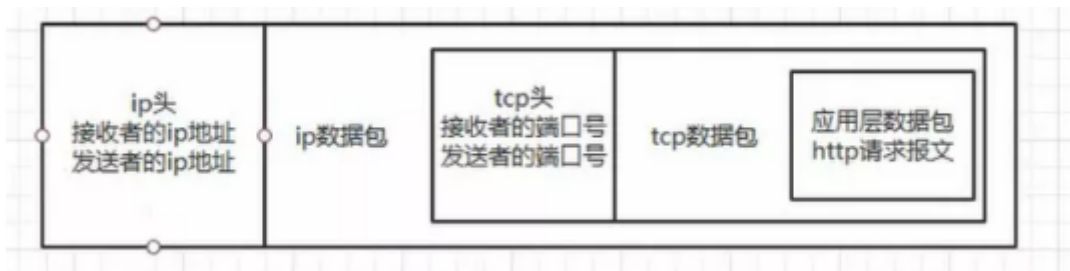 ip头
接收者的ip地址
发送者的ip地址
ip数据包
tcp头
接收者的端口号
发送者的端口号
tcp数据包
应用层数据包
http请求报文